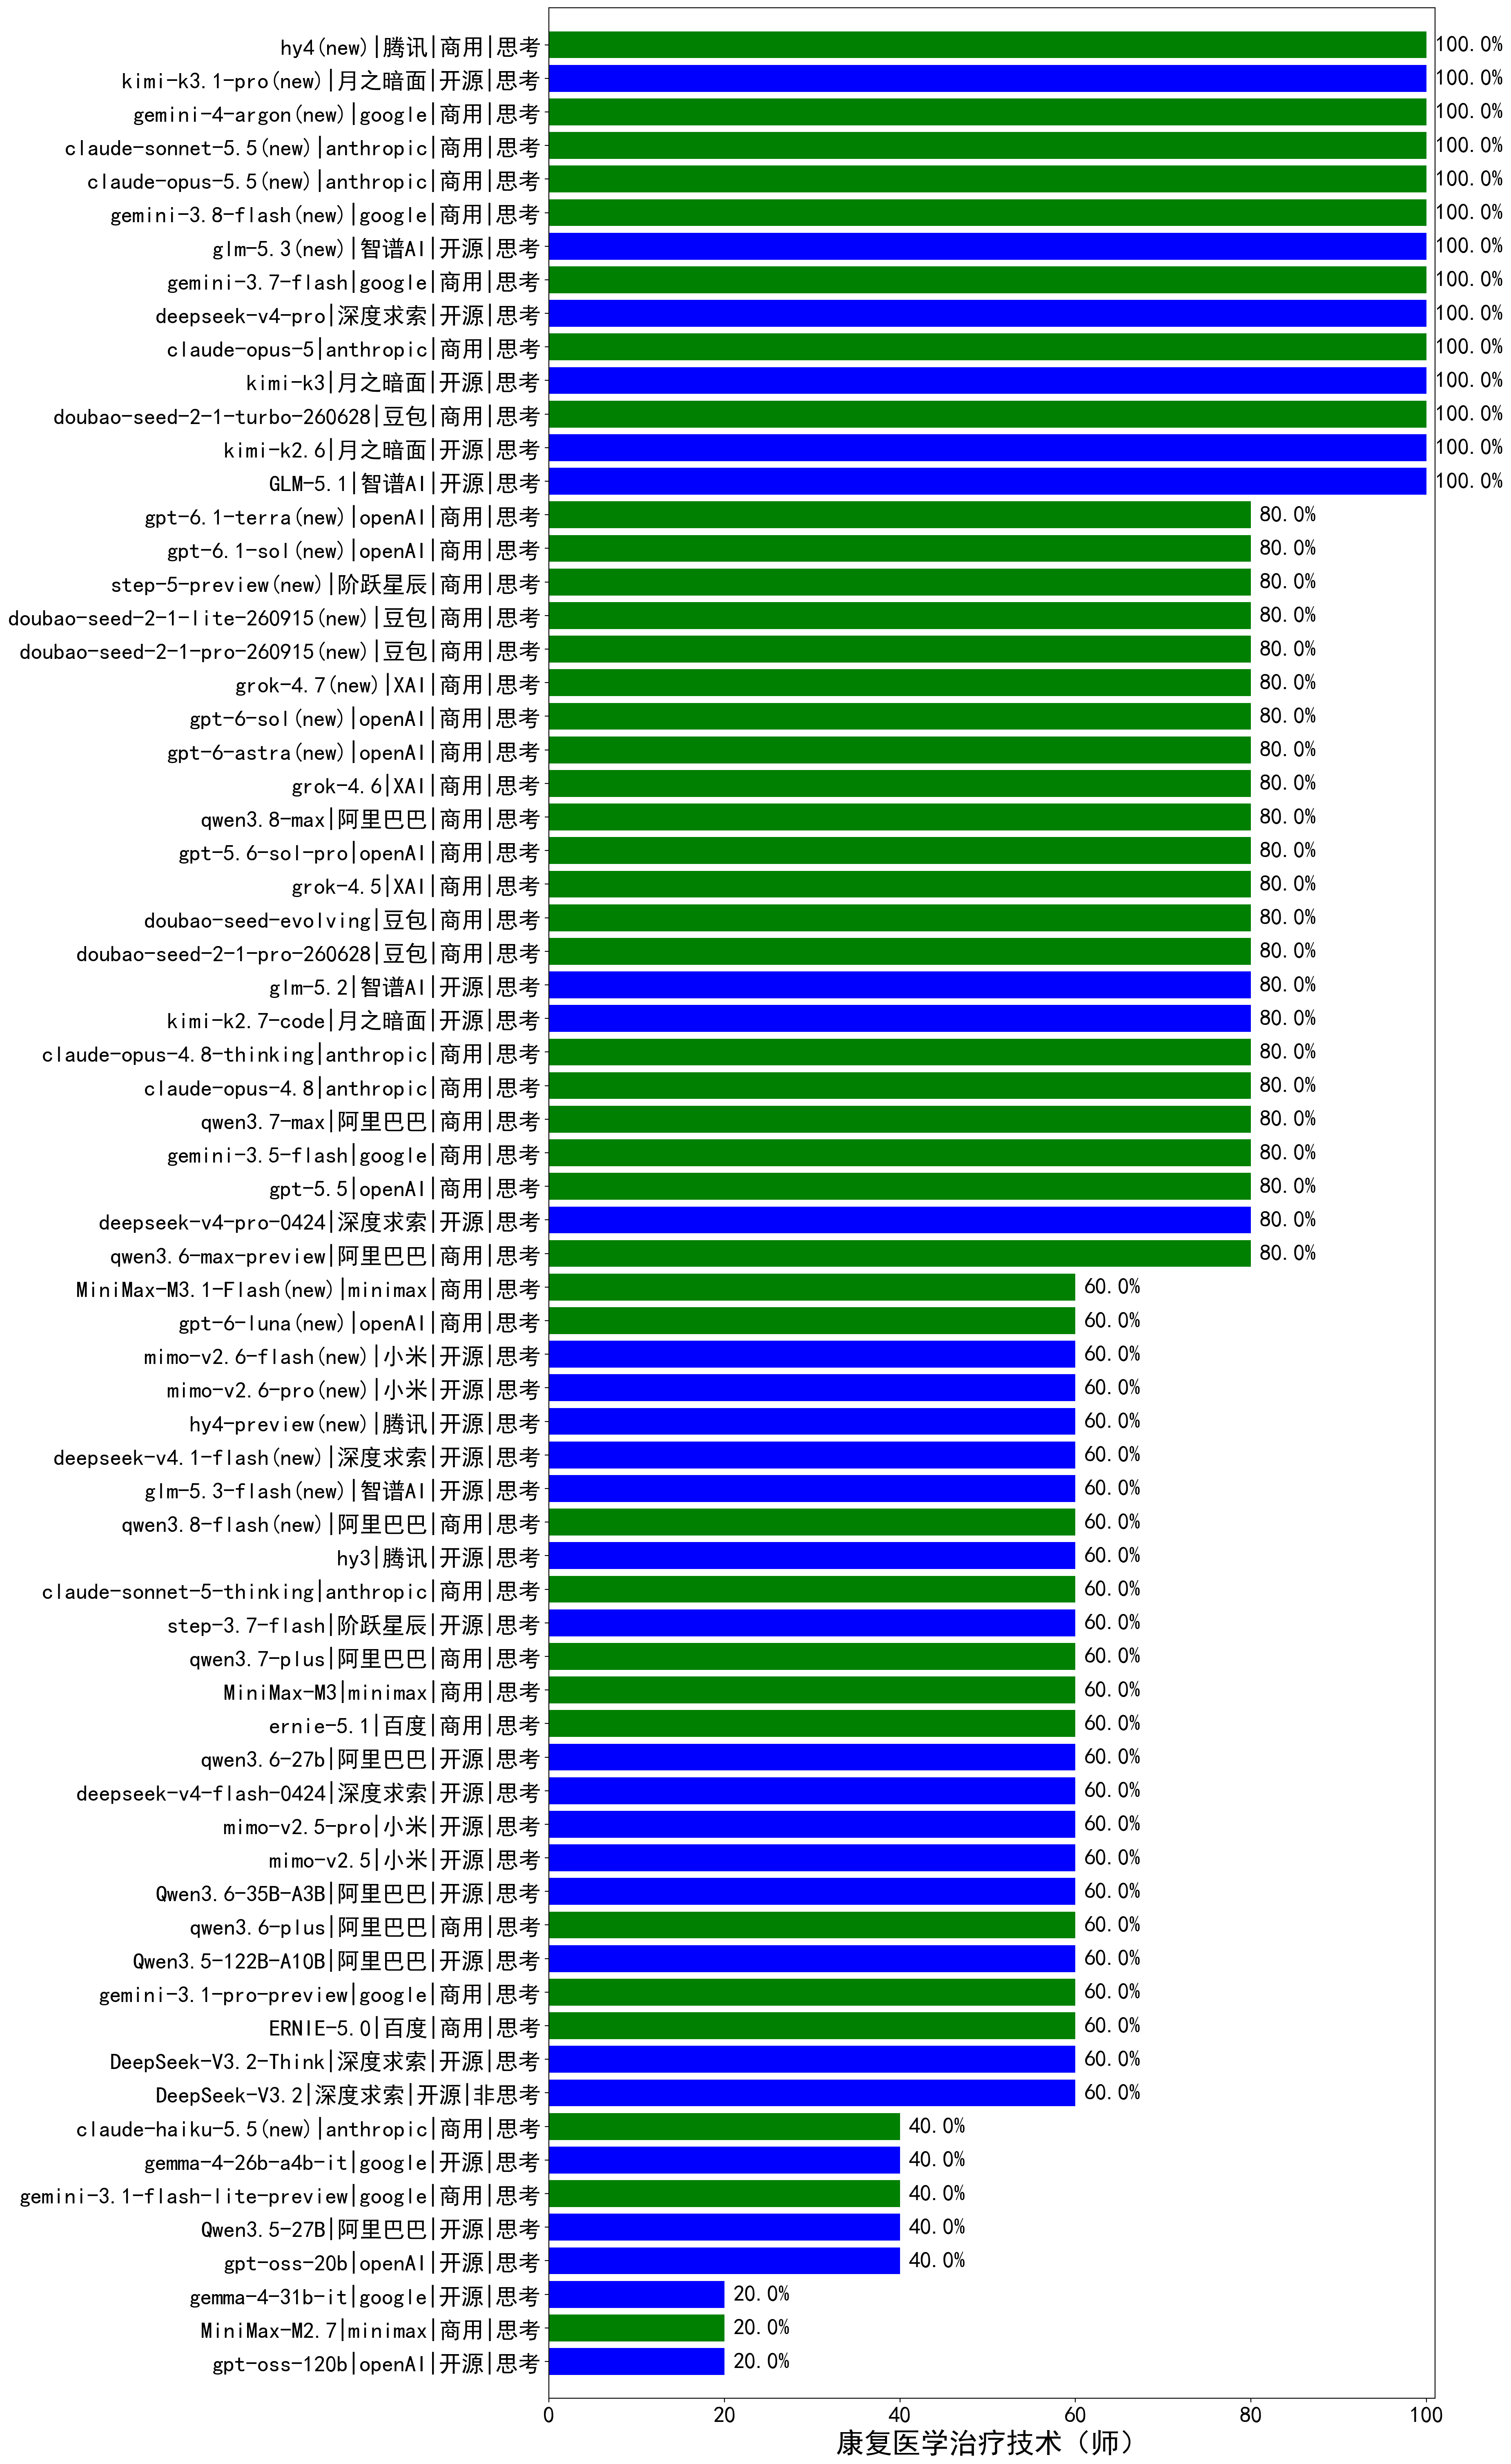 hy4(new)|腾讯|商用|思考 100.0%
kimi-k3.1-pro(new)|月之暗面|开源|思考 100.0%
gemini-4-argon(new)|google|商用|思考 100.0%
claude-sonnet-5.5(new)|anthropic|商用|思考 100.0%
claude-opus-5.5(new)|anthropic|商用|思考 100.0%
gemini-3.8-flash(new)|google|商用|思考 100.0%
glm-5.3(new)|智谱AI|开源|思考 100.0%
gemini-3.7-flash|google|商用|思考 100.0%
deepseek-v4-pro|深度求索|开源|思考 100.0%
claude-opus-5|anthropic|商用|思考 100.0%
kimi-k3|月之暗面|开源|思考 100.0%
doubao-seed-2-1-turbo-260628|豆包|商用|思考 100.0%
kimi-k2.6|月之暗面|开源|思考 100.0%
GLM-5.1|智谱AI|开源|思考 100.0%
gpt-6.1-terra(new)|openAI|商用|思考 80.0%
gpt-6.1-sol(new)|openAI|商用|思考 80.0%
step-5-preview(new)|阶跃星辰|商用|思考 80.0%
doubao-seed-2-1-lite-260915(new)|豆包|商用|思考 80.0%
doubao-seed-2-1-pro-260915(new)|豆包|商用|思考 80.0%
grok-4.7(new)|XAI|商用|思考 80.0%
gpt-6-sol(new)|openAI|商用|思考 80.0%
gpt-6-astra(new)|openAI|商用|思考 80.0%
grok-4.6|XAI|商用|思考 80.0%
qwen3.8-max|阿里巴巴|商用|思考 80.0%
gpt-5.6-sol-pro|openAI|商用|思考 80.0%
grok-4.5|XAI|商用|思考 80.0%
doubao-seed-evolving|豆包|商用|思考 80.0%
doubao-seed-2-1-pro-260628|豆包|商用|思考 80.0%
glm-5.2|智谱AI|开源|思考 80.0%
kimi-k2.7-code|月之暗面|开源|思考 80.0%
claude-opus-4.8-thinking|anthropic|商用|思考 80.0%
claude-opus-4.8|anthropic|商用|思考 80.0%
qwen3.7-max|阿里巴巴|商用|思考 80.0%
gemini-3.5-flash|google|商用|思考 80.0%
gpt-5.5|openAI|商用|思考 80.0%
deepseek-v4-pro-0424|深度求索|开源|思考 80.0%
qwen3.6-max-preview|阿里巴巴|商用|思考 80.0%
MiniMax-M3.1-Flash(new)|minimax|商用|思考 60.0%
gpt-6-luna(new)|openAI|商用|思考 60.0%
mimo-v2.6-flash(new)|小米|开源|思考 60.0%
mimo-v2.6-pro(new)|小米|开源|思考 60.0%
hy4-preview(new)|腾讯|开源|思考 60.0%
deepseek-v4.1-flash(new)|深度求索|开源|思考 60.0%
glm-5.3-flash(new)|智谱AI|开源|思考 60.0%
qwen3.8-flash(new)|阿里巴巴|商用|思考 60.0%
hy3|腾讯|开源|思考 60.0%
claude-sonnet-5-thinking|anthropic|商用|思考 60.0%
step-3.7-flash|阶跃星辰|开源|思考 60.0%
qwen3.7-plus|阿里巴巴|商用|思考 60.0%
MiniMax-M3|minimax|商用|思考 60.0%
ernie-5.1|百度|商用|思考 60.0%
qwen3.6-27b|阿里巴巴|开源|思考 60.0%
deepseek-v4-flash-0424|深度求索|开源|思考 60.0%
mimo-v2.5-pro|小米|开源|思考 60.0%
mimo-v2.5|小米|开源|思考 60.0%
Qwen3.6-35B-A3B|阿里巴巴|开源|思考 60.0%
qwen3.6-plus|阿里巴巴|商用|思考 60.0%
Qwen3.5-122B-A10B|阿里巴巴|开源|思考 60.0%
gemini-3.1-pro-preview|google|商用|思考 60.0%
ERNIE-5.0|百度|商用|思考 60.0%
DeepSeek-V3.2-Think|深度求索|开源|思考 60.0%
DeepSeek-V3.2|深度求索|开源|非思考 60.0%
claude-haiku-5.5(new)|anthropic|商用|思考 40.0%
gemma-4-26b-a4b-it|google|开源|思考 40.0%
gemini-3.1-flash-lite-preview|google|商用|思考 40.0%
Qwen3.5-27B|阿里巴巴|开源|思考 40.0%
gpt-oss-20b|openAI|开源|思考 40.0%
gemma-4-31b-it|google|开源|思考 20.0%
MiniMax-M2.7|minimax|商用|思考 20.0%
gpt-oss-120b|openAI|开源|思考 20.0%
0 20 40 60 80 100
康复医学治疗技术（师）